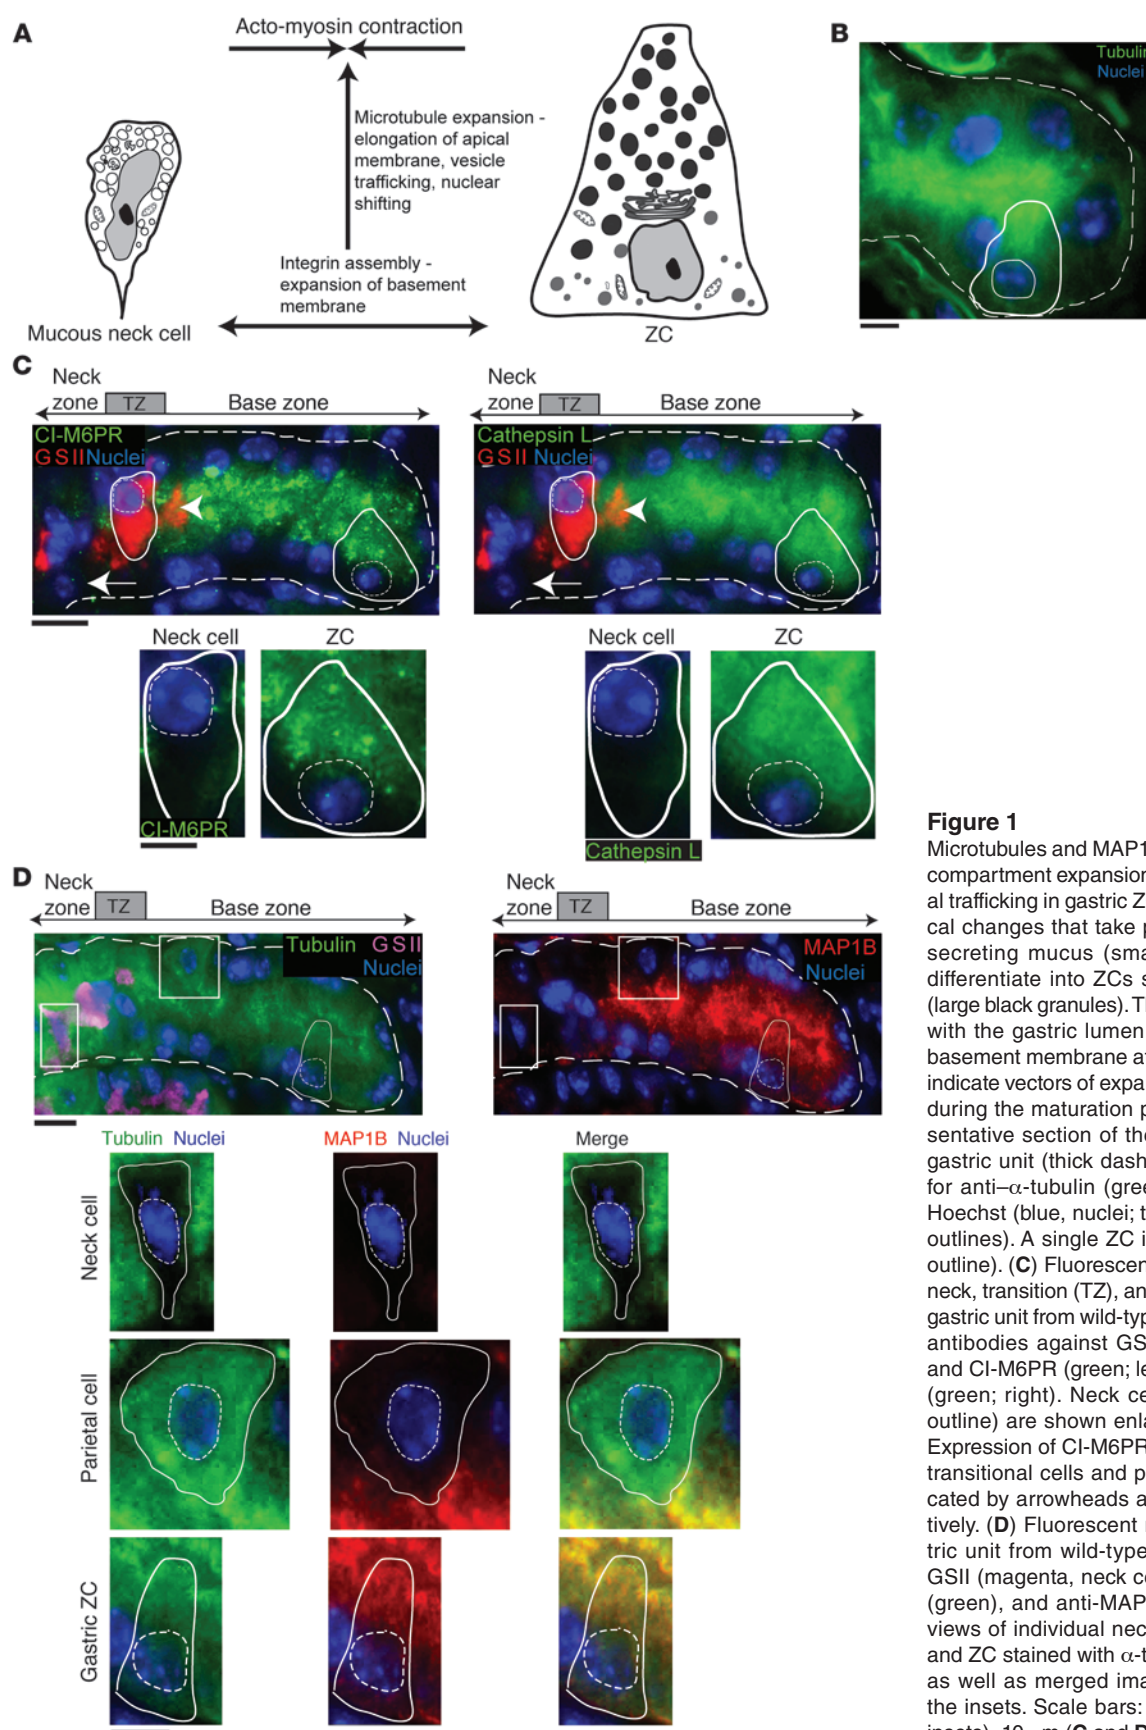 A
Acto-myosin contraction
Microtubule expansion -
elongation of apical
membrane, vesicle
trafficking, nuclear
shifting
Integrin assembly -
expansion of basement
membrane
Mucous neck cell
ZC
B
Tubulin
Nuclei
C
Neck
zone
TZ
Base zone
CI-M6PR
GSII Nuclei
Neck
zone
TZ
Base zone
Cathepsin L
GSII Nuclei
Neck cell
ZC
CI-M6PR
Neck cell
ZC
Cathepsin L
D
Neck
zone
TZ
Base zone
Tubulin GSII
Nuclei
Neck
zone
TZ
Base zone
MAP1B
Nuclei
Tubulin Nuclei
MAP1B Nuclei
Merge
Neck cell
Parietal cell
Gastric ZC
Figure 1
Microtubules and MAP1
compartment expansion
al trafficking in gastric Z
cal changes that take p
secreting mucus (sma
differentiate into ZCs s
(large black granules). T
with the gastric lumen
basement membrane a
indicate vectors of expa
during the maturation p
sentative section of the
gastric unit (thick dash
for anti–α-tubulin (gree
Hoechst (blue, nuclei; t
outlines). A single ZC i
outline). (C) Fluorescen
neck, transition (TZ), an
gastric unit from wild-typ
antibodies against GS
and CI-M6PR (green; le
(green; right). Neck ce
outline) are shown enla
Expression of CI-M6PR
transitional cells and p
cated by arrowheads a
tively. (D) Fluorescent
tric unit from wild-type
GSII (magenta, neck c
(green), and anti-MAP
views of individual nec
and ZC stained with α-t
as well as merged ima
the insets. Scale bars: